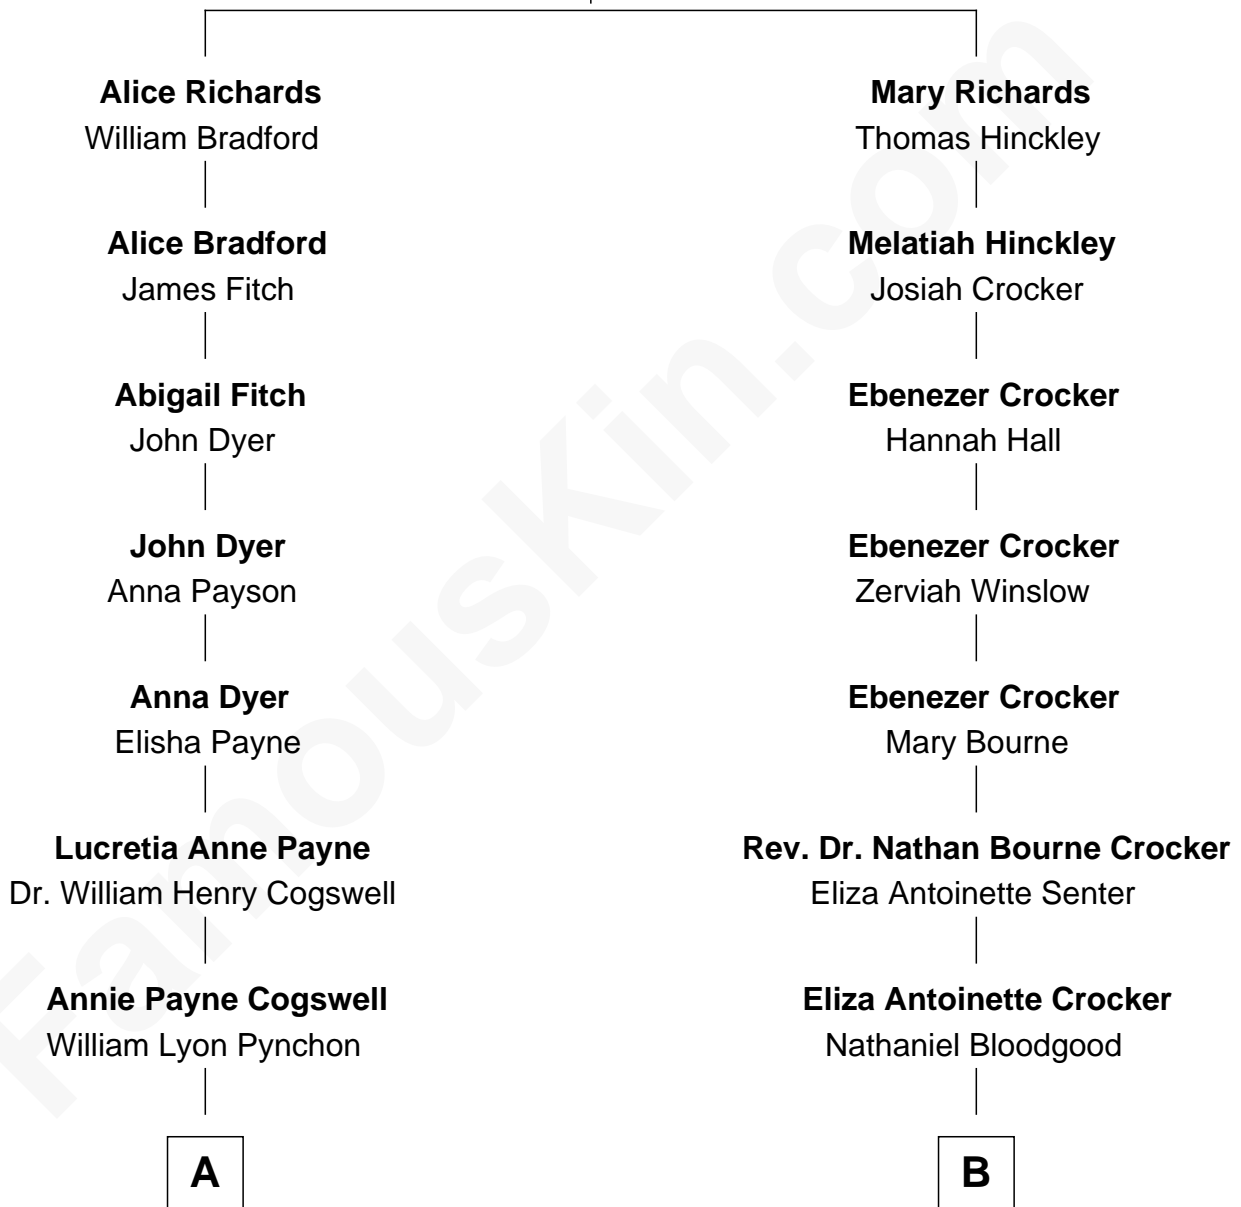 Alice Richards
William Bradford
Alice Bradford
James Fitch
Abigail Fitch
John Dyer
John Dyer
Anna Payson
Anna Dyer
Elisha Payne
Lucretia Anne Payne
Dr. William Henry Cogswell
Annie Payne Cogswell
William Lyon Pynchon
A
Mary Richards
Thomas Hinckley
Melatiah Hinckley
Josiah Crocker
Ebenezer Crocker
Hannah Hall
Ebenezer Crocker
Zerviah Winslow
Ebenezer Crocker
Mary Bourne
Rev. Dr. Nathan Bourne Crocker
Eliza Antoinette Senter
Eliza Antoinette Crocker
Nathaniel Bloodgood
B
FamousKin.com